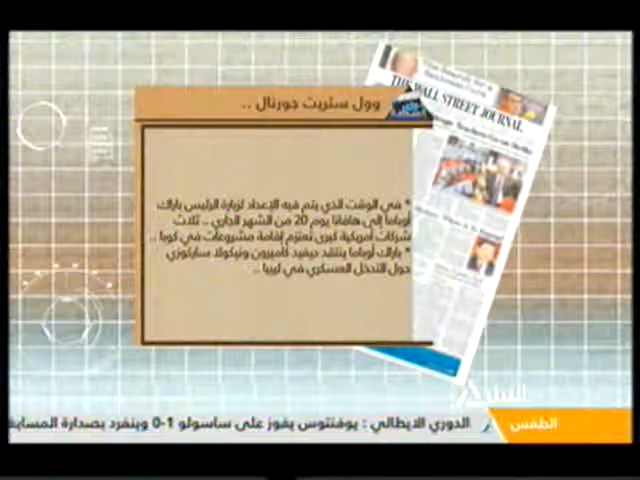 وول ستريت جورنال ..
THE WALL STREET JOURNAL
* في الوقت الذي يتم فيه الإعداد لزيارة الرئيس باراك
أوباما إلى هافانا يوم 20 من الشهر الجاري .. ثلاث
شركات أمريكية كبرى تعتزم إقامة مشروعات في كوبا ..
* باراك أوباما ينتقد ديفيد كاميرون ونيكولا ساركوزي
حول التدخل العسكري في ليبيا ..
الطقس
الدوري الايطالي : يوفنتوس يفوز على ساسولو 1-0 وينفرد بصدارة المسابق